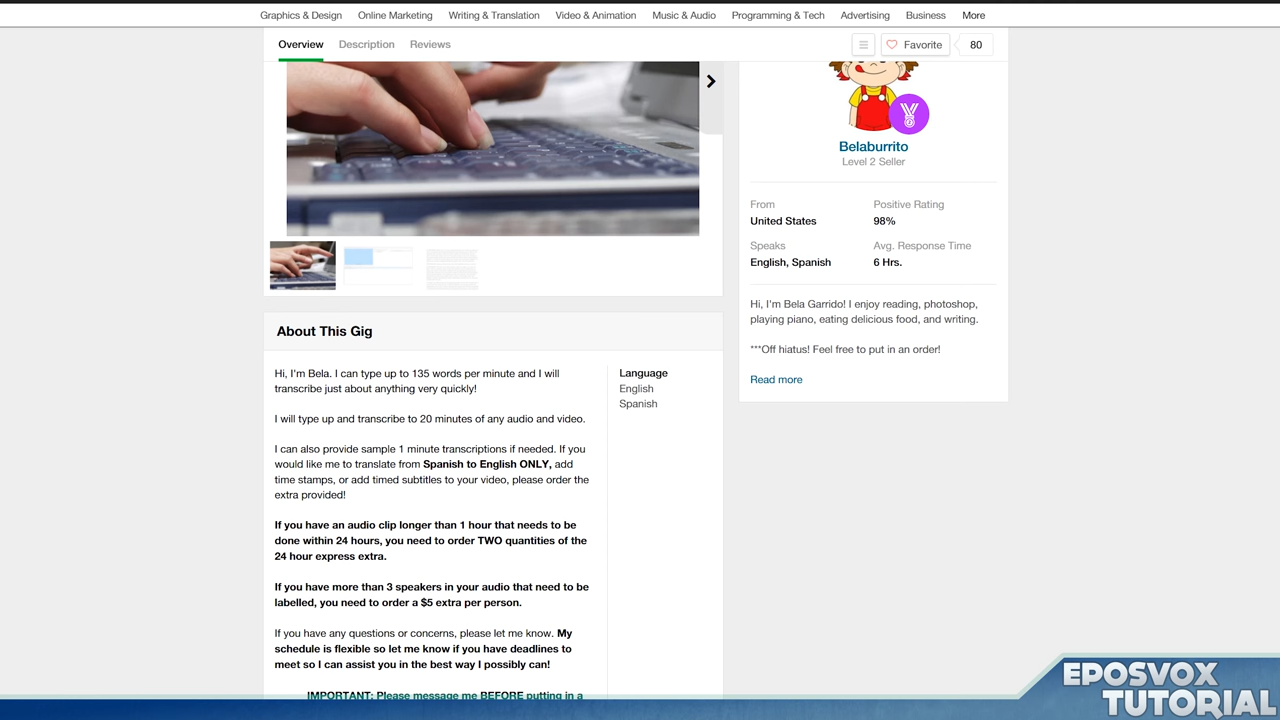 Graphics & Design Online Marketing Writing & Translation Video & Animation Music & Audio Programming & Tech Advertising Business More
Overview Description Reviews
Favorite 80
Belaburrito
Level 2 Seller
From Positive Rating
United States 98%
Speaks Avg. Response Time
English, Spanish 6 Hrs.
Hi, I'm Bela Garrido! I enjoy reading, photoshop,
playing piano, eating delicious food, and writing.
***Off hiatus! Feel free to put in an order!
Read more
About This Gig
Hi, I'm Bela. I can type up to 135 words per minute and I will
transcribe just about anything very quickly!
I will type up and transcribe to 20 minutes of any audio and video.
I can also provide sample 1 minute transcriptions if needed. If you
would like me to translate from Spanish to English ONLY, add
time stamps, or add timed subtitles to your video, please order the
extra provided!
If you have an audio clip longer than 1 hour that needs to be
done within 24 hours, you need to order TWO quantities of the
24 hour express extra.
If you have more than 3 speakers in your audio that need to be
labelled, you need to order a $5 extra per person.
If you have any questions or concerns, please let me know. My
schedule is flexible so let me know if you have deadlines to
meet so I can assist you in the best way I possibly can!
IMPORTANT: Please message me BEFORE putting in a
Language
English
Spanish
EPOSVOX
TUTORIAL